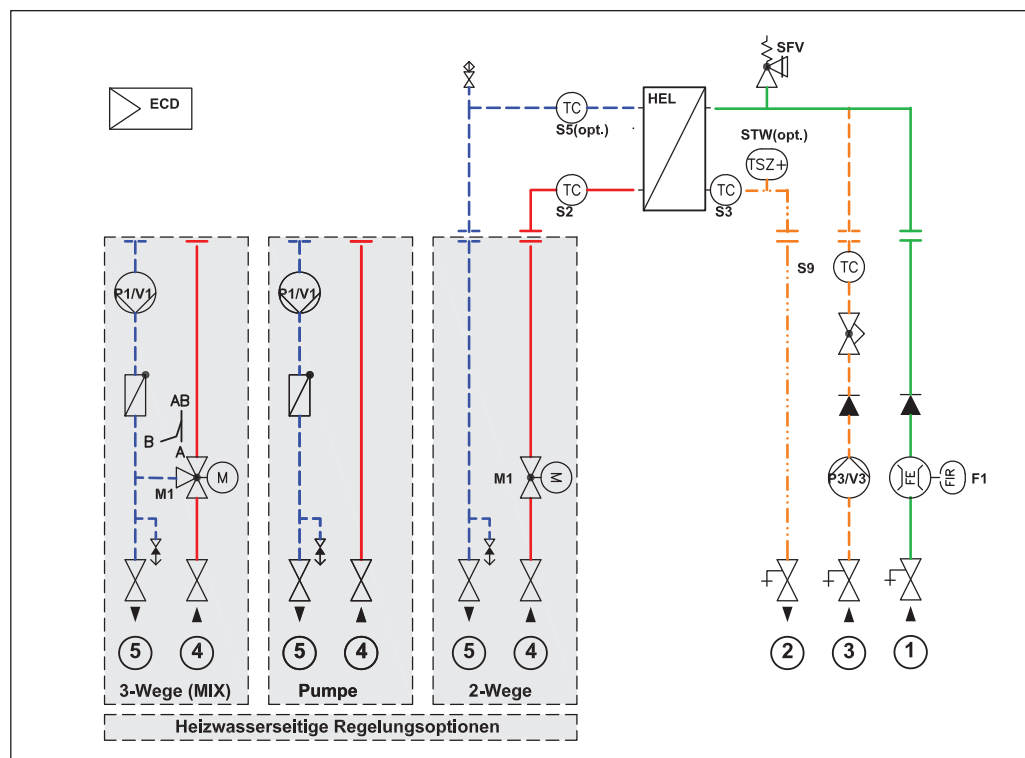 SFV
ECD
TC
HEL
S5(opt.)
STW(opt.)
TSZ+
TC
TC
S2
S3
S9
TC
P1/V1
P1/V1
AB
B
A
M
M1
M1
M
P3/V3
FE
FIR
F1
5
4
5
4
5
4
2
3
1
3-Wege (MIX)
Pumpe
2-Wege
Heizwasserseitige Regelungsoptionen